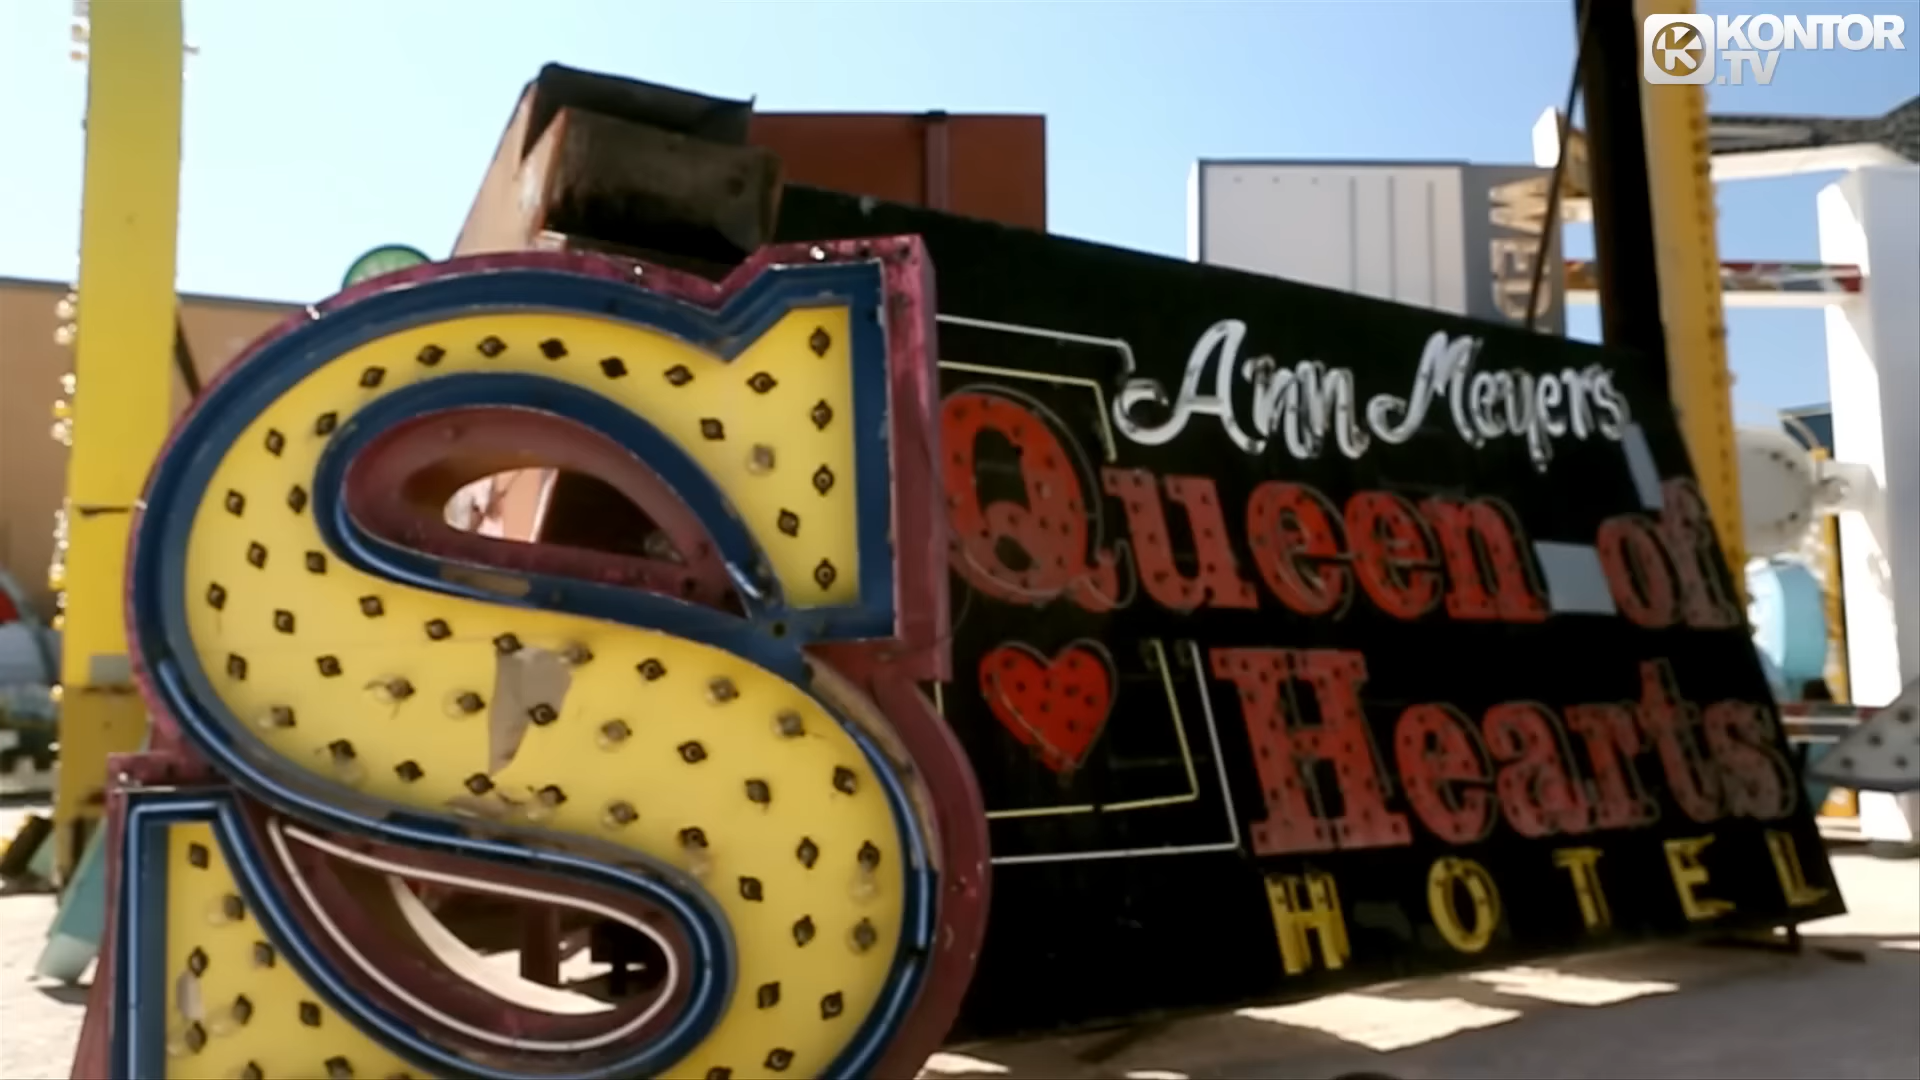 KONTOR
.TV
Ann Meyers
Queen of
Hearts
HOTEL
S